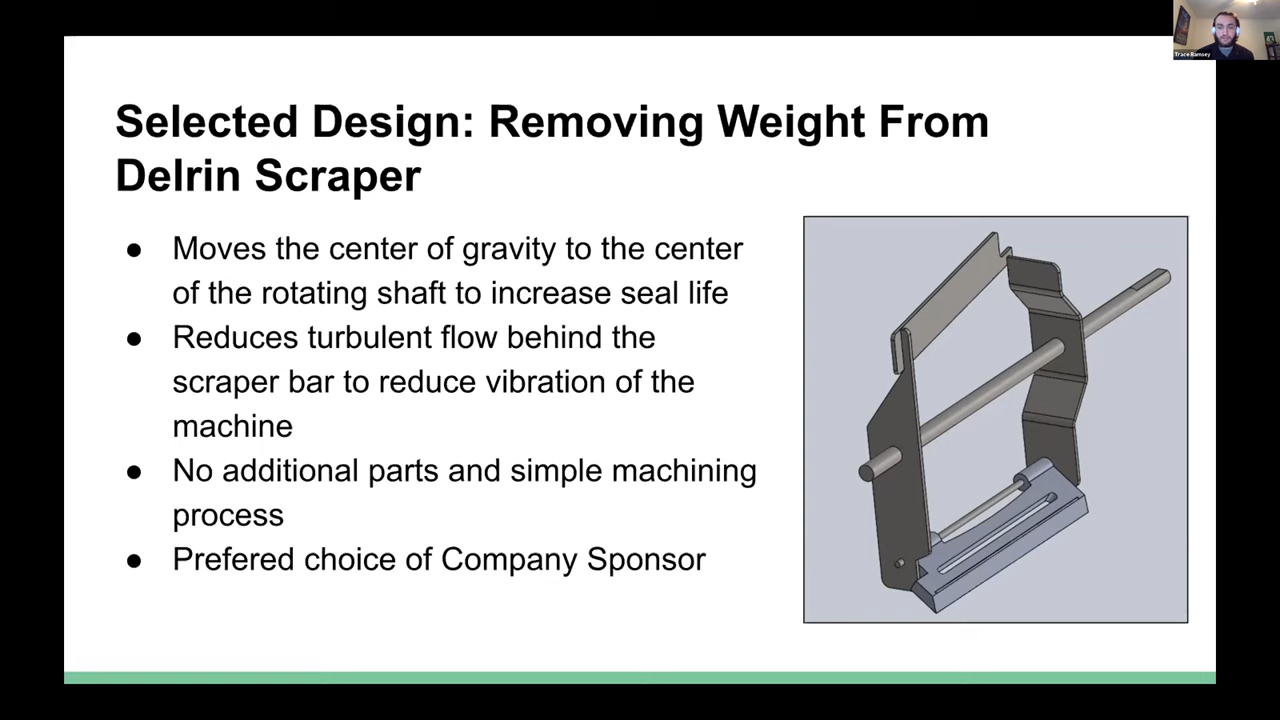 Trace Ramsey
Selected Design: Removing Weight From
Delrin Scraper
● Moves the center of gravity to the center
of the rotating shaft to increase seal life
● Reduces turbulent flow behind the
scraper bar to reduce vibration of the
machine
● No additional parts and simple machining
process
● Prefered choice of Company Sponsor